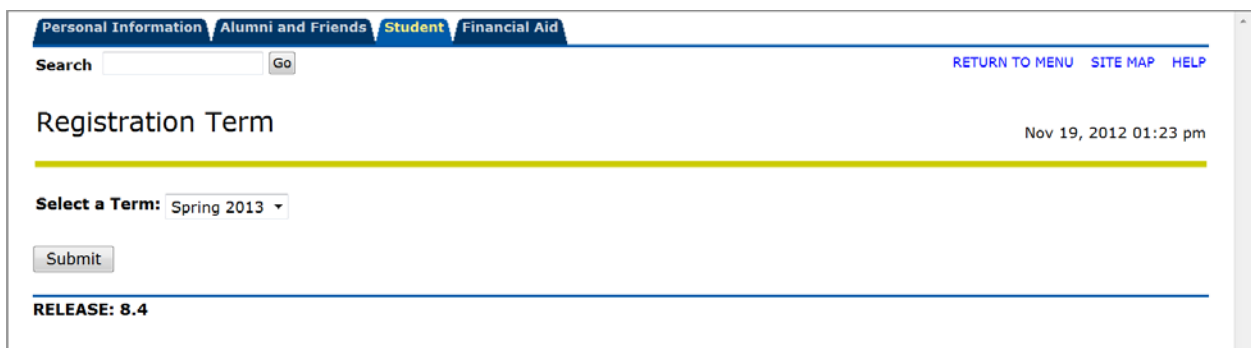 Personal Information Alumni and Friends Student Financial Aid
Search Go RETURN TO MENU SITE MAP HELP
Registration Term
Nov 19, 2012 01:23 pm
Select a Term: Spring 2013
Submit
RELEASE: 8.4